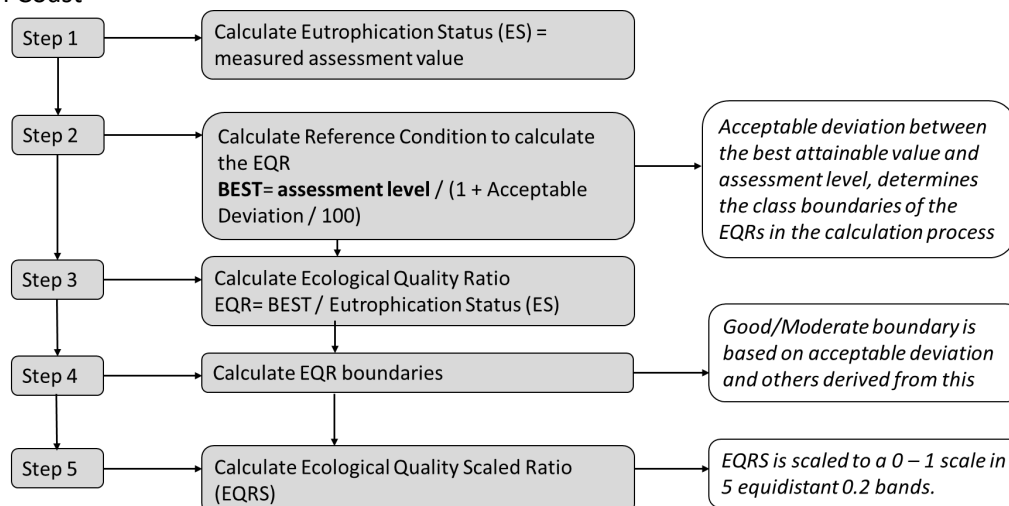 Coast
Step 1
Calculate Eutrophication Status (ES) =
measured assessment value
Step 2
Calculate Reference Condition to calculate
the EQR
BEST= assessment level / (1 + Acceptable
Deviation / 100)
Acceptable deviation between
the best attainable value and
assessment level, determines
the class boundaries of the
EQRs in the calculation process
Step 3
Calculate Ecological Quality Ratio
EQR= BEST / Eutrophication Status (ES)
Step 4
Calculate EQR boundaries
Good/Moderate boundary is
based on acceptable deviation
and others derived from this
Step 5
Calculate Ecological Quality Scaled Ratio
(EQRS)
EQRS is scaled to a 0 – 1 scale in
5 equidistant 0.2 bands.